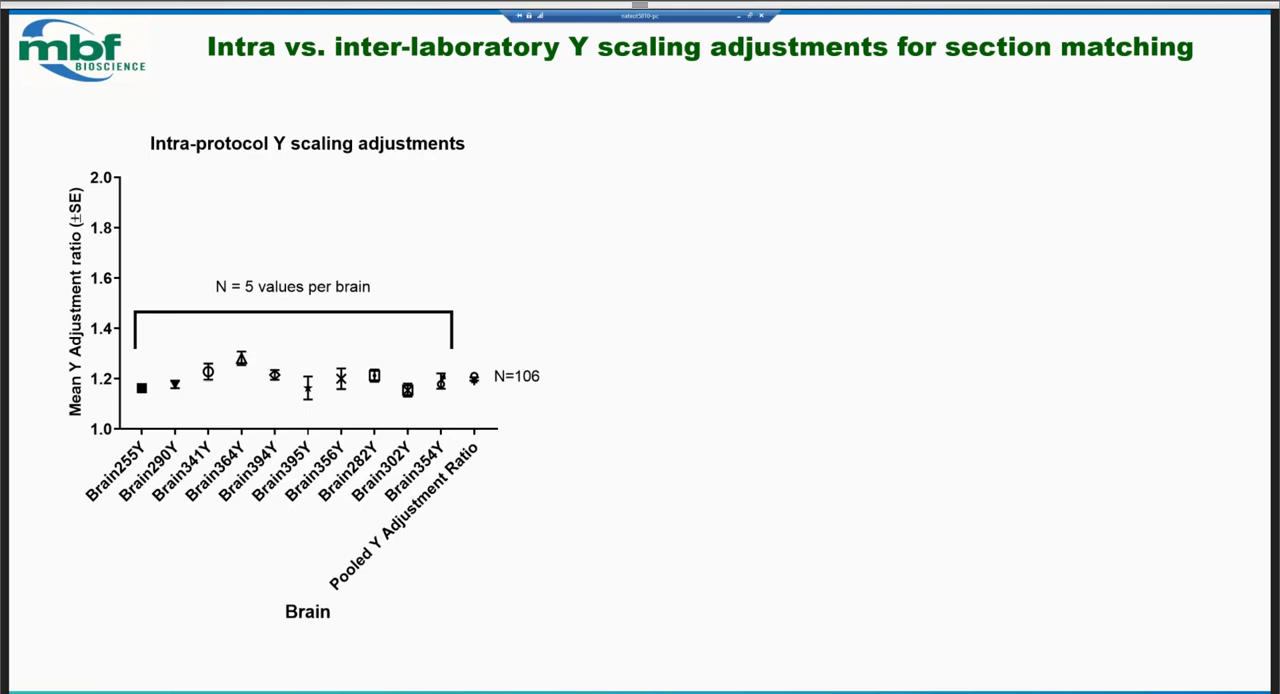 nateot5810-pc
mbf
BIOSCIENCE
Intra vs. inter-laboratory Y scaling adjustments for section matching
Intra-protocol Y scaling adjustments
Mean Y Adjustment ratio (±SE)
2.0
1.8
1.6
1.4
1.2
1.0
N = 5 values per brain
N=106
Brain255Y
Brain290Y
Brain341Y
Brain364Y
Brain394Y
Brain395Y
Brain356Y
Brain282Y
Brain302Y
Brain354Y
Pooled Y Adjustment Ratio
Brain